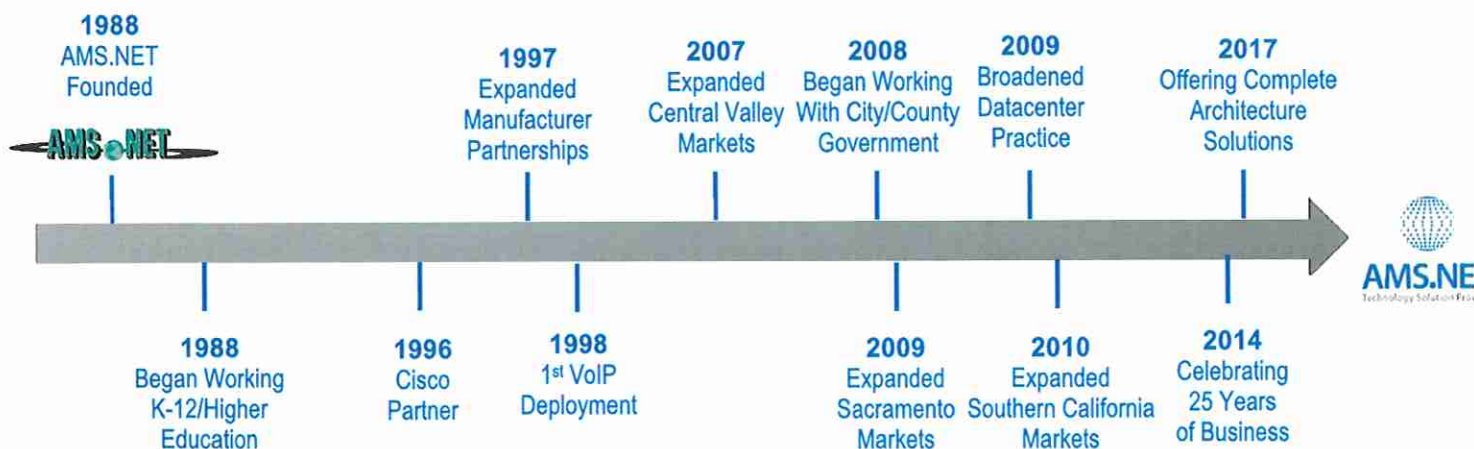 1988
AMS.NET
Founded
AMS.NET
1997
Expanded
Manufacturer
Partnerships
2007
Expanded
Central Valley
Markets
2008
Began Working
With City/County
Government
2009
Broadened
Datacenter
Practice
2017
Offering Complete
Architecture
Solutions
AMS.NE
Technology Solution Prov
1988
Began Working
K-12/Higher
Education
1996
Cisco
Partner
1998
1st VoIP
Deployment
2009
Expanded
Sacramento
Markets
2010
Expanded
Southern California
Markets
2014
Celebrating
25 Years
of Business